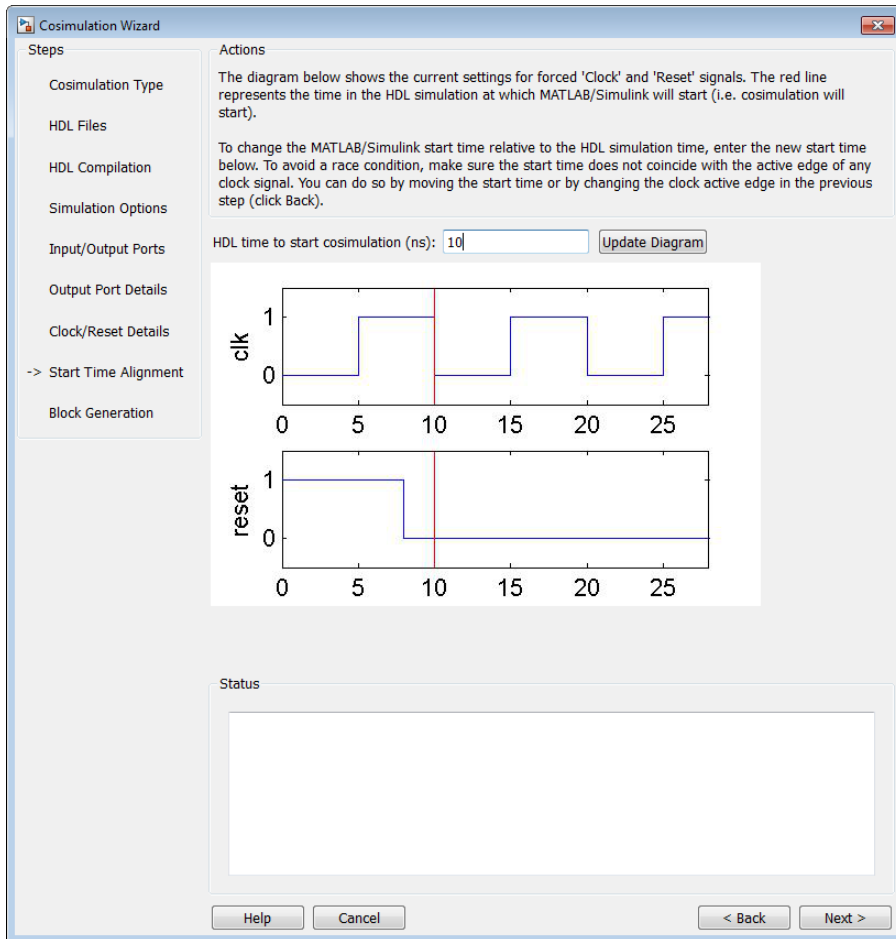 Cosimulation Wizard
Steps
Cosimulation Type
HDL Files
HDL Compilation
Simulation Options
Input/Output Ports
Output Port Details
Clock/Reset Details
-> Start Time Alignment
Block Generation
Actions
The diagram below shows the current settings for forced 'Clock' and 'Reset' signals. The red line
represents the time in the HDL simulation at which MATLAB/Simulink will start (i.e. cosimulation will
start).
To change the MATLAB/Simulink start time relative to the HDL simulation time, enter the new start time
below. To avoid a race condition, make sure the start time does not coincide with the active edge of any
clock signal. You can do so by moving the start time or by changing the clock active edge in the previous
step (click Back).
HDL time to start cosimulation (ns): 10 Update Diagram
clk
1
0
0 5 10 15 20 25
reset
1
0
0 5 10 15 20 25
Status
Help Cancel < Back Next >